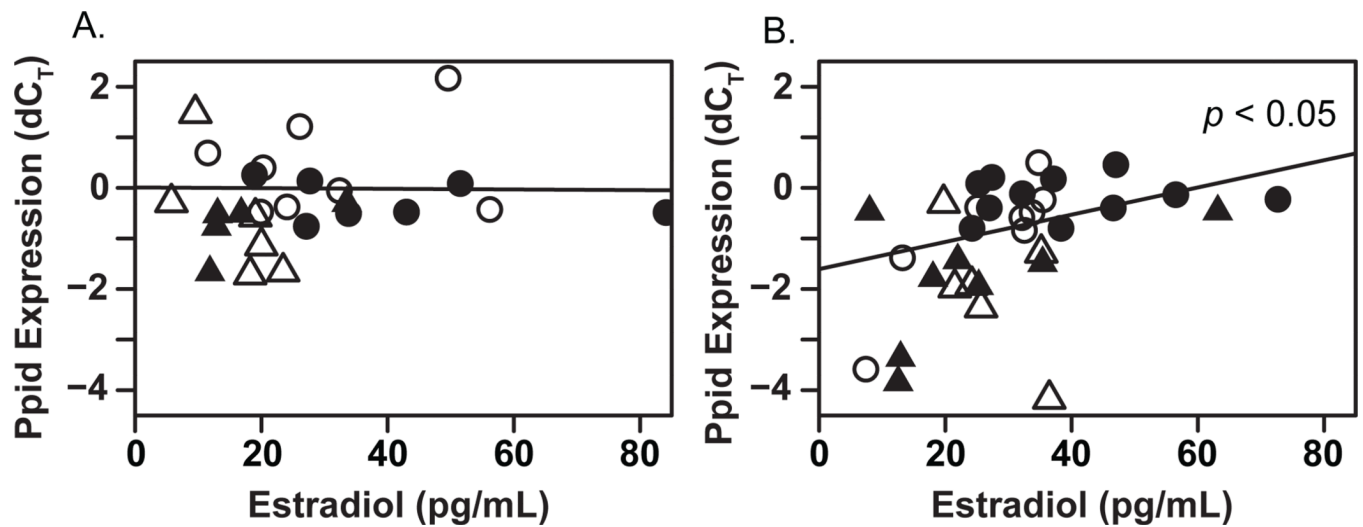 A.
Ppid Expression (dCT)
2
0
−2
−4
0 20 40 60 80
Estradiol (pg/mL)
B.
Ppid Expression (dCT)
2
0
−2
−4
p < 0.05
0 20 40 60 80
Estradiol (pg/mL)